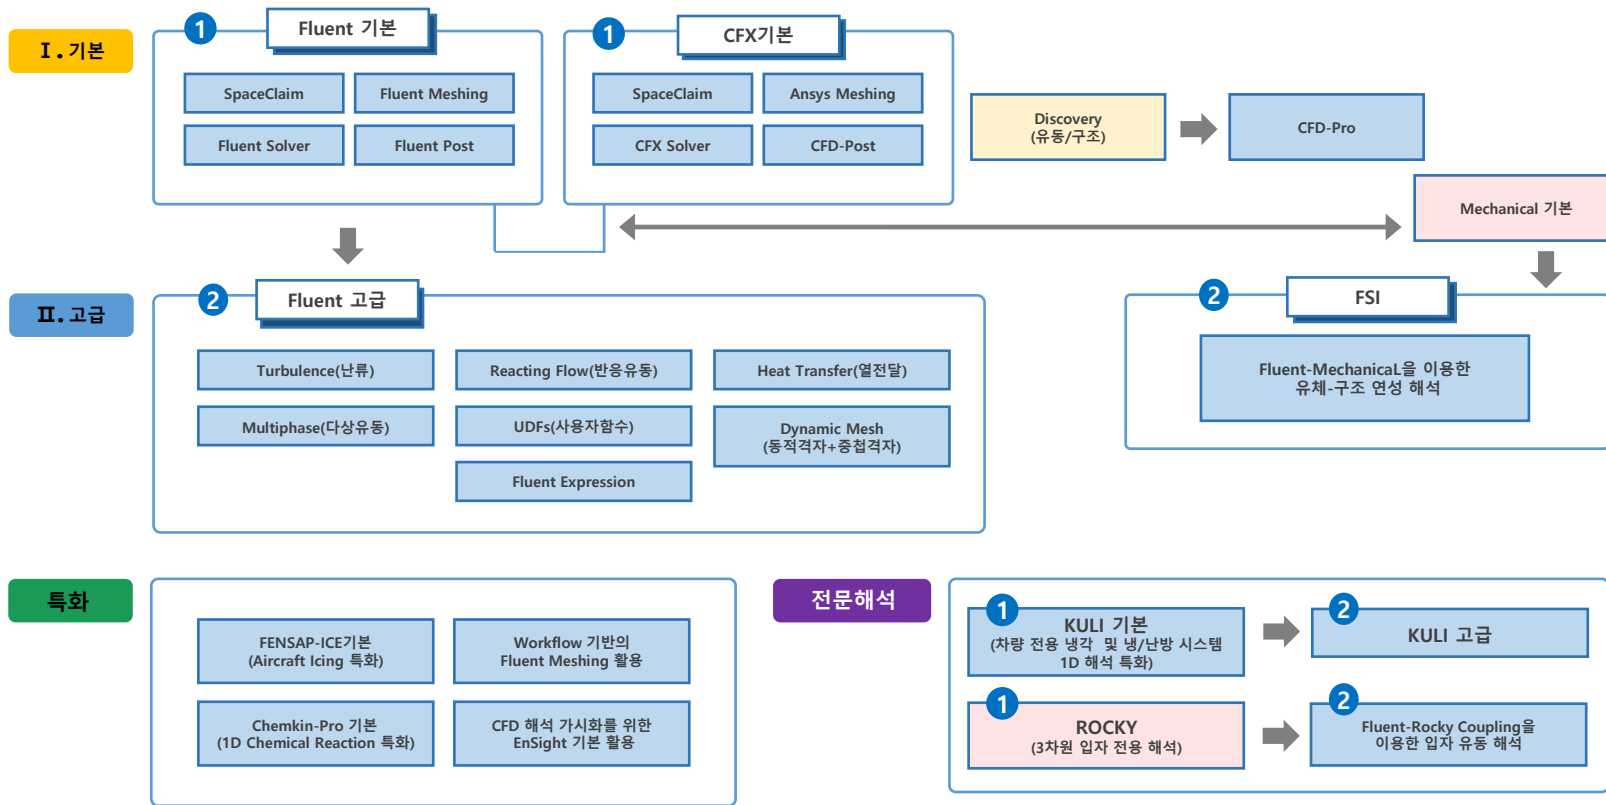 Ⅰ.기본
1
Fluent 기본
SpaceClaim
Fluent Meshing
Fluent Solver
Fluent Post
1
CFX기본
SpaceClaim
Ansys Meshing
CFX Solver
CFD-Post
Discovery
(유동/구조)
CFD-Pro
Mechanical 기본
Ⅱ.고급
2
Fluent 고급
Turbulence(난류)
Reacting Flow(반응유동)
Heat Transfer(열전달)
Multiphase(다상유동)
UDFs(사용자함수)
Dynamic Mesh
(동적격자+중첩격자)
Fluent Expression
2
FSI
Fluent-MechanicaL을 이용한
유체-구조 연성 해석
특화
FENSAP-ICE기본
(Aircraft Icing 특화)
Workflow 기반의
Fluent Meshing 활용
Chemkin-Pro 기본
(1D Chemical Reaction 특화)
CFD 해석 가시화를 위한
EnSight 기본 활용
전문해석
1
KULI 기본
(차량 전용 냉각 및 냉/난방 시스템
1D 해석 특화)
2
KULI 고급
1
ROCKY
(3차원 입자 전용 해석)
2
Fluent-Rocky Coupling을
이용한 입자 유동 해석